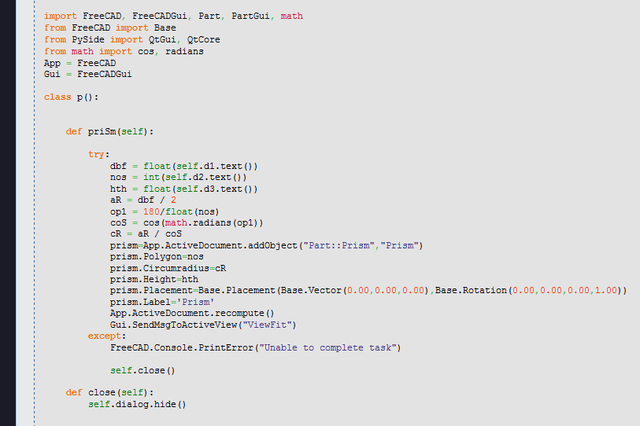 import FreeCAD, FreeCADGui, Part, PartGui, math
from FreeCAD import Base
from PySide import QtGui, QtCore
from math import cos, radians
App = FreeCAD
Gui = FreeCADGui
class p():
def priSm(self):
try:
dbf = float(self.d1.text())
nos = int(self.d2.text())
hth = float(self.d3.text())
aR = dbf / 2
op1 = 180/float(nos)
coS = cos(math.radians(op1))
cR = aR / coS
prism=App.ActiveDocument.addObject("Part::Prism","Prism")
prism.Polygon=nos
prism.Circumradius=cR
prism.Height=hth
prism.Placement=Base.Placement(Base.Vector(0.00,0.00,0.00),Base.Rotation(0.00,0.00,0.00,1.00))
prism.Label='Prism'
App.ActiveDocument.recompute()
Gui.SendMsgToActiveView("ViewFit")
except:
FreeCAD.Console.PrintError("Unable to complete task")
self.close()
def close(self):
self.dialog.hide()